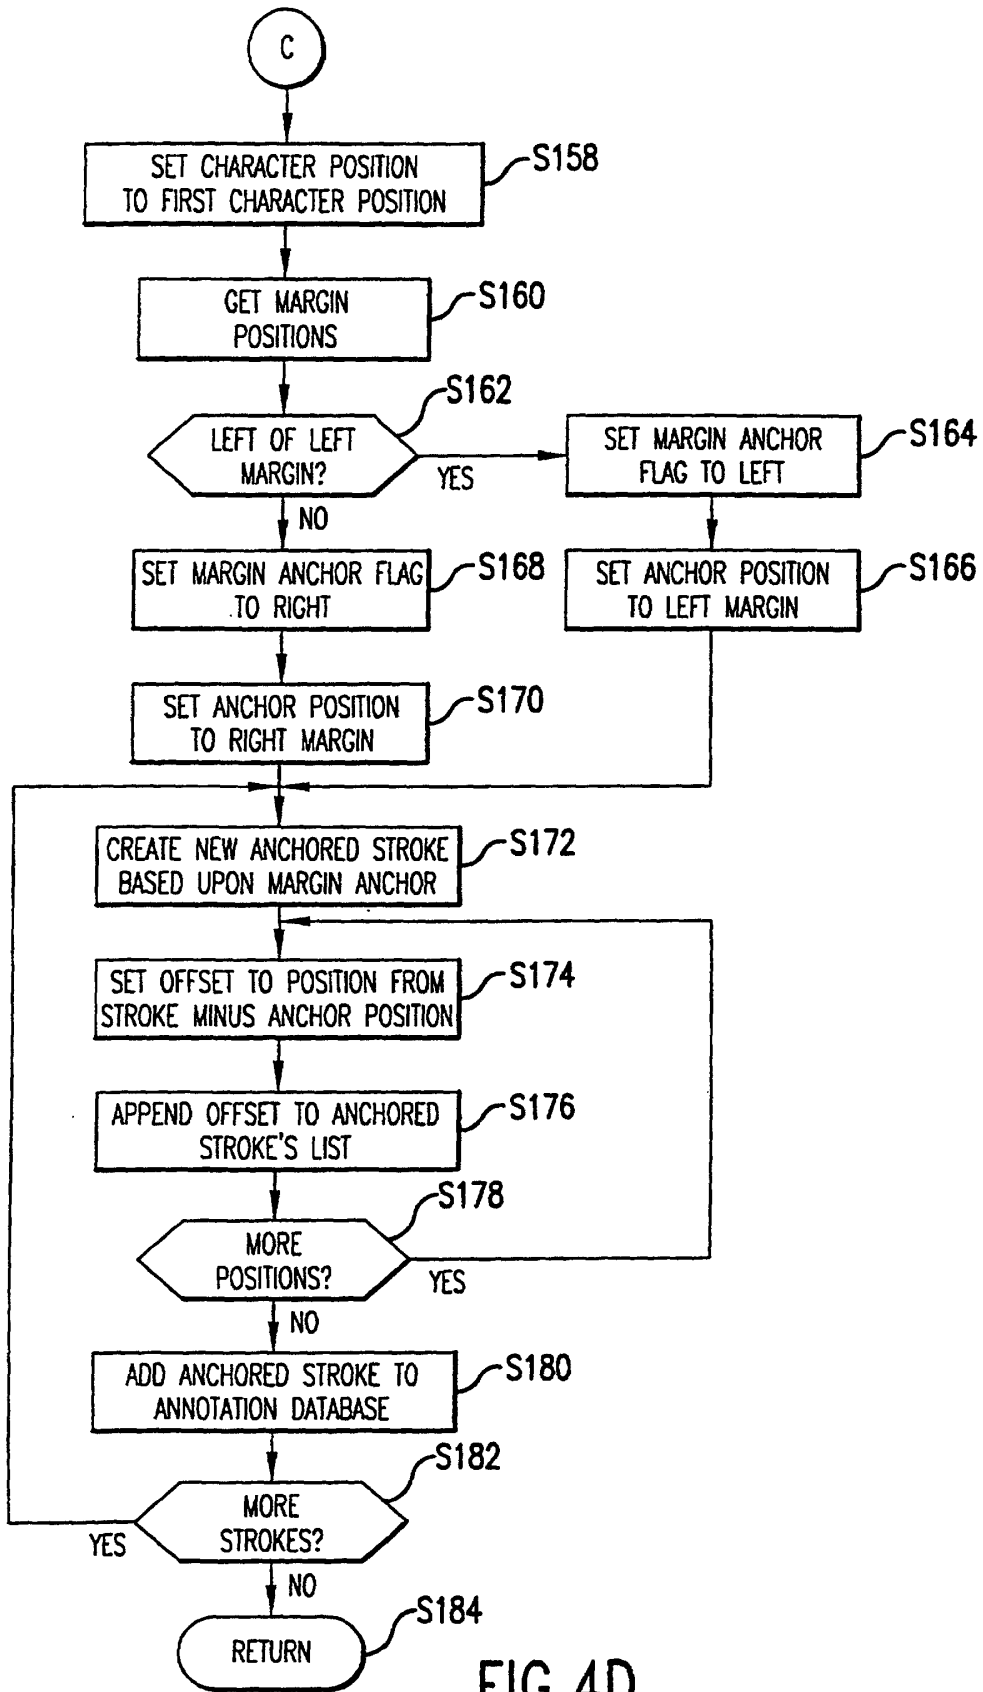 C
SET CHARACTER POSITION
TO FIRST CHARACTER POSITION
S158
GET MARGIN
POSITIONS
S160
LEFT OF LEFT
MARGIN?
S162
YES
NO
SET MARGIN ANCHOR
FLAG TO LEFT
S164
SET MARGIN ANCHOR FLAG
TO RIGHT
S168
SET ANCHOR POSITION
TO LEFT MARGIN
S166
SET ANCHOR POSITION
TO RIGHT MARGIN
S170
CREATE NEW ANCHORED STROKE
BASED UPON MARGIN ANCHOR
S172
SET OFFSET TO POSITION FROM
STROKE MINUS ANCHOR POSITION
S174
APPEND OFFSET TO ANCHORED
STROKE'S LIST
S176
MORE
POSITIONS?
S178
YES
NO
ADD ANCHORED STROKE TO
ANNOTATION DATABASE
S180
MORE
STROKES?
S182
YES
NO
RETURN
S184
FIG. 4D